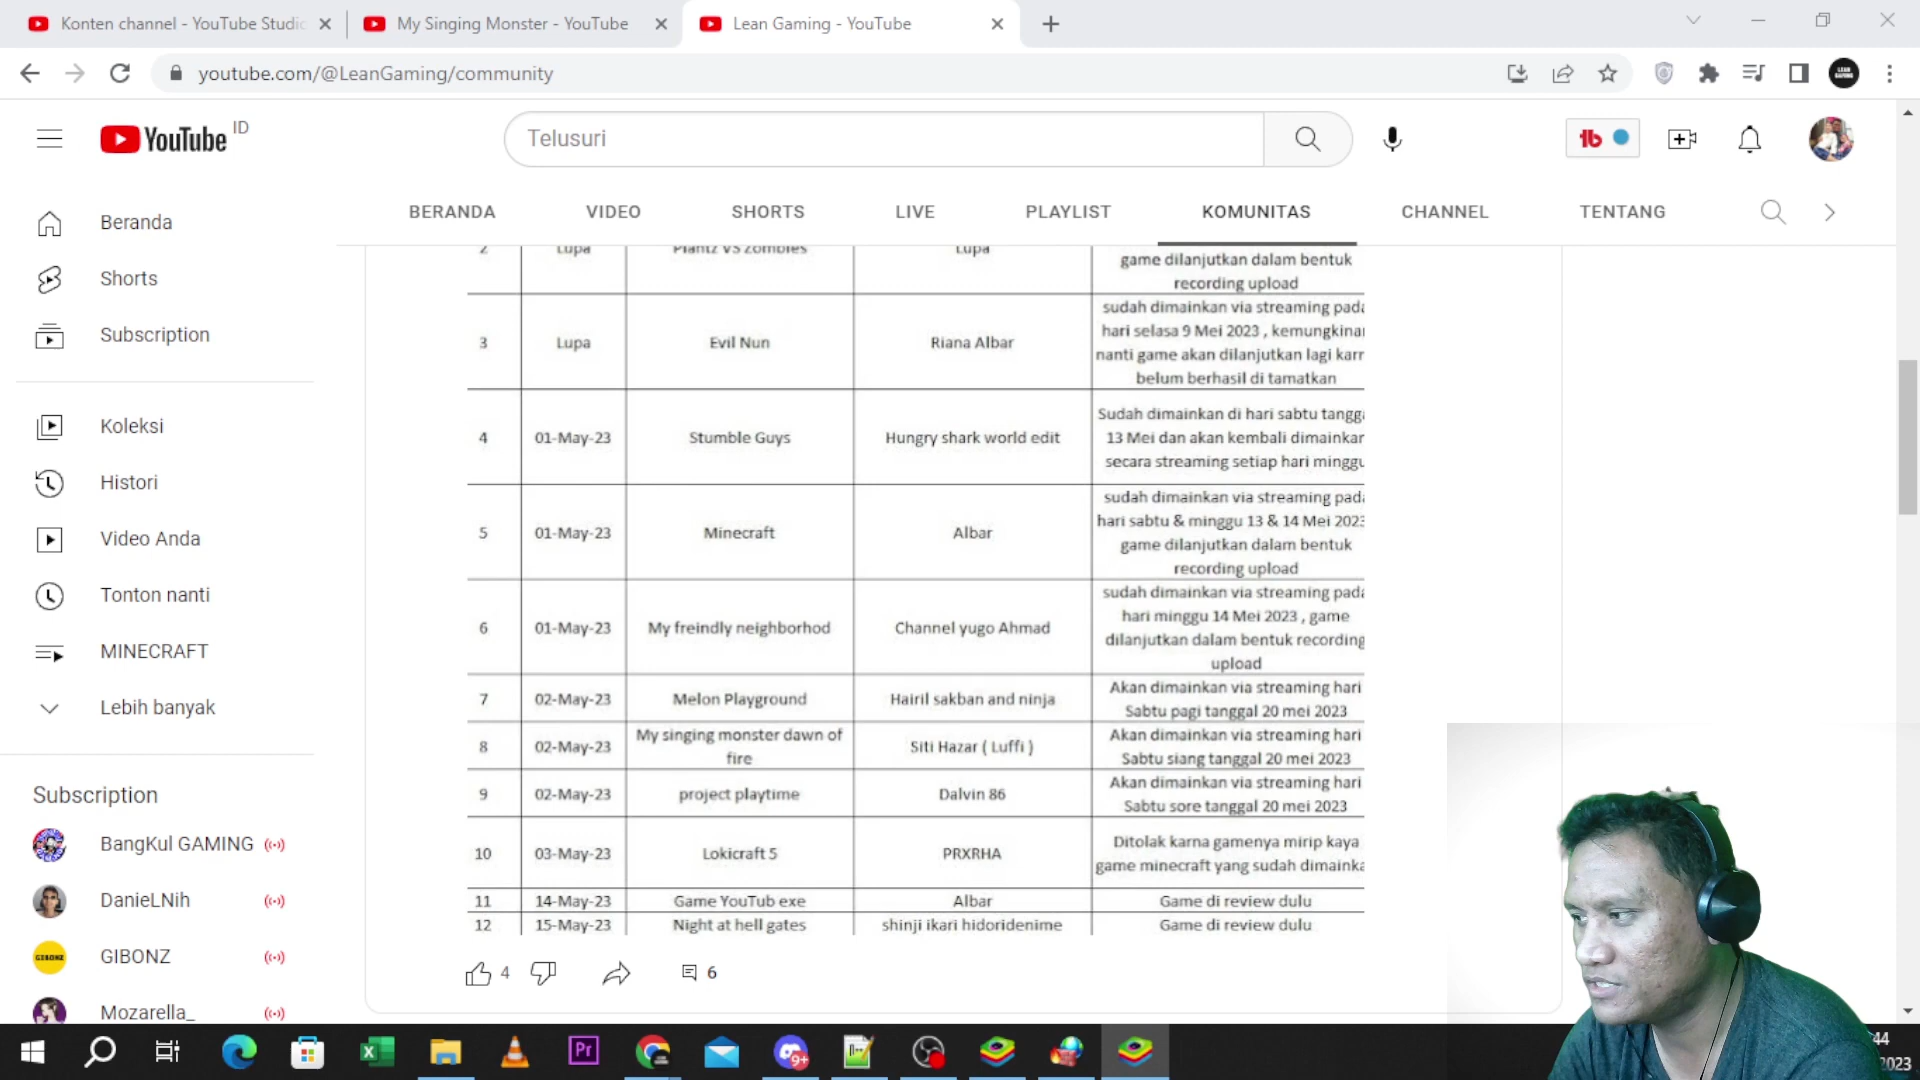 Konten channel - YouTube Studio
My Singing Monster - YouTube
Lean Gaming - YouTube
youtube.com/@LeanGaming/community
YouTube ID
Telusuri
BERANDA VIDEO SHORTS LIVE PLAYLIST KOMUNITAS CHANNEL TENTANG
Beranda
Shorts
Subscription
Koleksi
Histori
Video Anda
Tonton nanti
MINECRAFT
Lebih banyak
Subscription
BangKul GAMING
DanieLNih
GIBONZ
Mozarella_
2 Lupa Plantz VS Zombies Lupa
game dilanjutkan dalam bentuk
recording upload
3 Lupa Evil Nun Riana Albar
sudah dimainkan via streaming pada
hari selasa 9 Mei 2023 , kemungkinan
nanti game akan dilanjutkan lagi karn
belum berhasil di tamatkan
4 01-May-23 Stumble Guys Hungry shark world edit
Sudah dimainkan di hari sabtu tangga
13 Mei dan akan kembali dimainkan
secara streaming setiap hari minggu
5 01-May-23 Minecraft Albar
sudah dimainkan via streaming pada
hari sabtu & minggu 13 & 14 Mei 2023
game dilanjutkan dalam bentuk
recording upload
6 01-May-23 My freindly neighborhod Channel yugo Ahmad
sudah dimainkan via streaming pada
hari minggu 14 Mei 2023 , game
dilanjutkan dalam bentuk recording
upload
7 02-May-23 Melon Playground Hairil sakban and ninja
Akan dimainkan via streaming hari
Sabtu pagi tanggal 20 mei 2023
8 02-May-23 My singing monster dawn of
fire
Siti Hazar ( Luffi )
Akan dimainkan via streaming hari
Sabtu siang tanggal 20 mei 2023
9 02-May-23 project playtime Dalvin 86
Akan dimainkan via streaming hari
Sabtu sore tanggal 20 mei 2023
10 03-May-23 Lokicraft 5 PRXRHA
Ditolak karna gamenya mirip kaya
game minecraft yang sudah dimainka
11 14-May-23 Game YouTub exe Albar Game di review dulu
12 15-May-23 Night at hell gates shinji ikari hidoridenime Game di review dulu
4 6
Pr
9+
44
2023